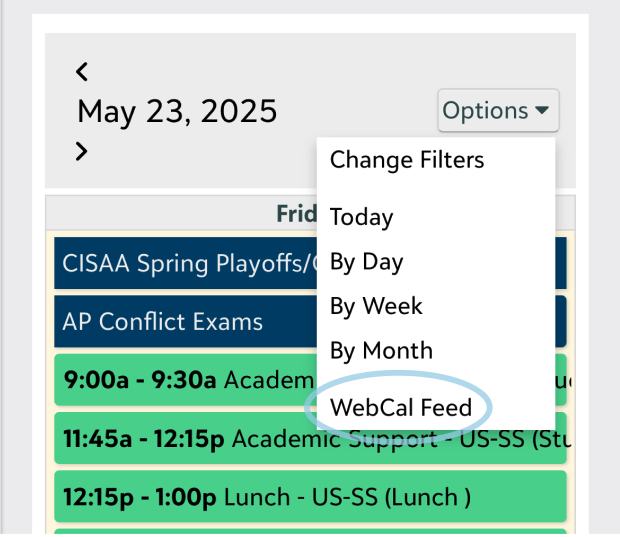 May 23, 2025
Options
Change Filters
Today
By Day
By Week
By Month
WebCal Feed
Frid
CISAA Spring Playoffs/
AP Conflict Exams
9:00a - 9:30a Academ
11:45a - 12:15p Academic Support - US-SS (Stu
12:15p - 1:00p Lunch - US-SS (Lunch )